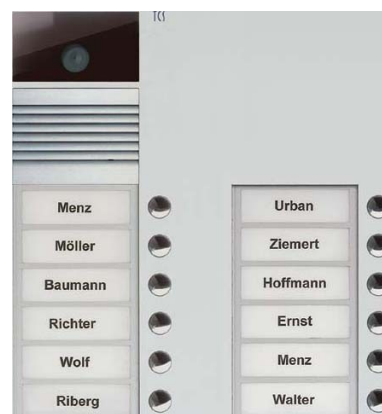 TCS
Menz
Möller
Baumann
Richter
Wolf
Riberg
Urban
Ziemert
Hoffmann
Ernst
Menz
Walter